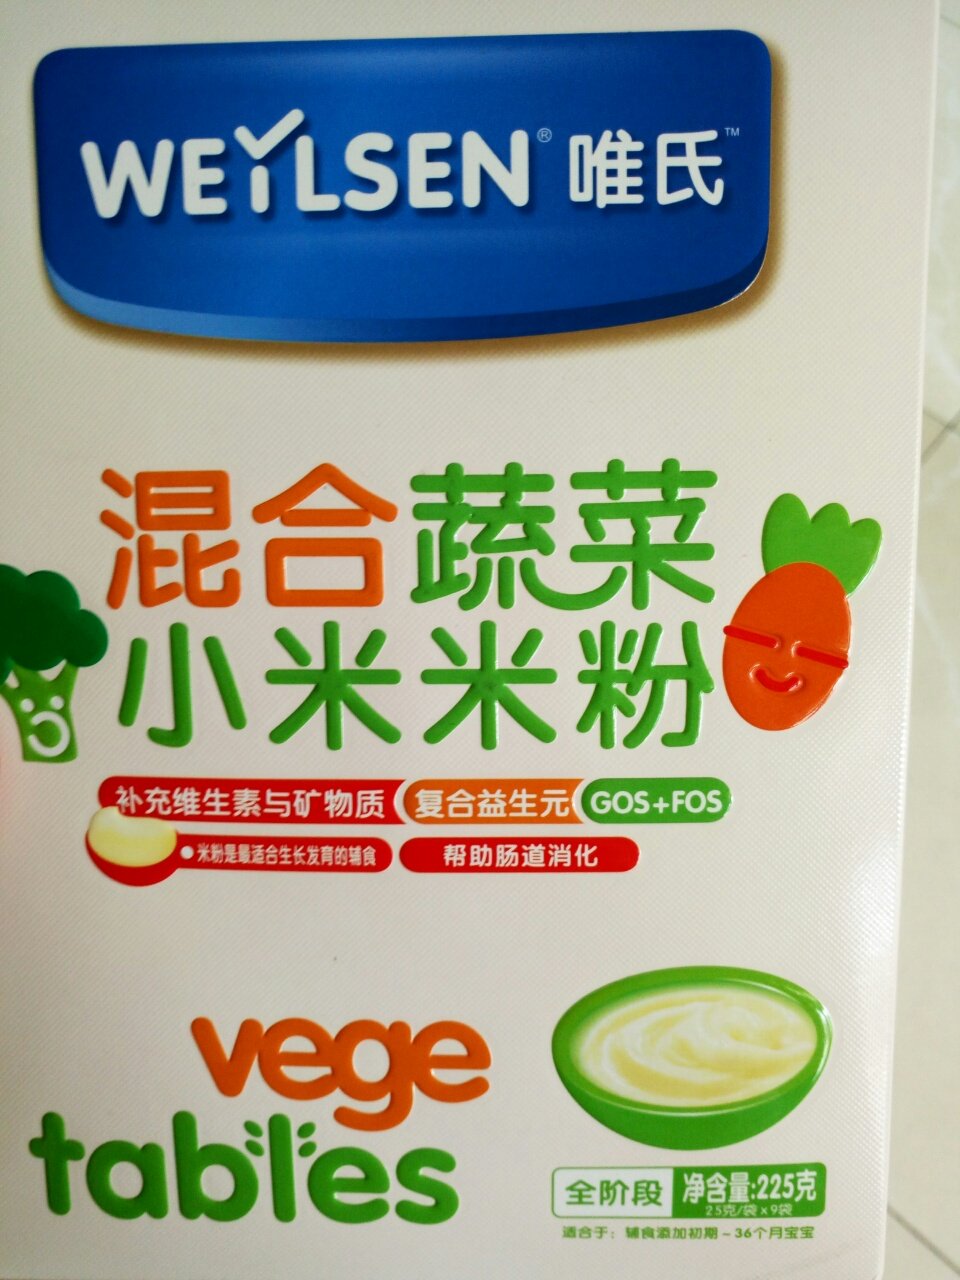 WEYLSEN® 唯氏™
混合蔬菜
小米米粉
补充维生素与矿物质 复合益生元 GOS+FOS
●米粉是最适合生长发育的辅食 帮助肠道消化
vege
tables
全阶段 净含量:225克
25克/袋 x 9袋
适合于：辅食添加初期～36个月宝宝